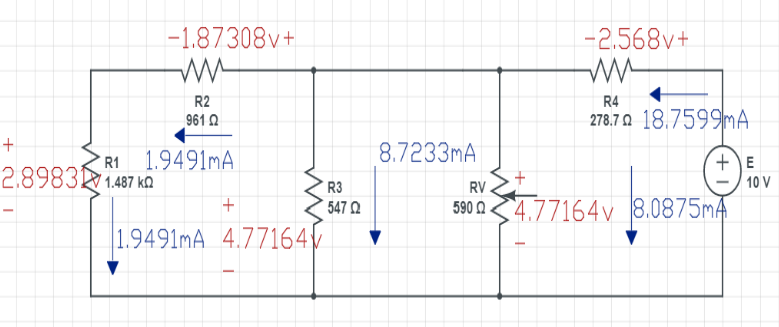 −1.87308v+
−2.568v+
R2
961 Ω
R4
278.7 Ω
18.7599mA
+
2.89831v
−
R1
1.487 kΩ
1.9491mA
1.9491mA
+
4.77164v
−
R3
547 Ω
8.7233mA
RV
590 Ω
+
4.77164v
−
8.0875mA
+
−
E
10 V